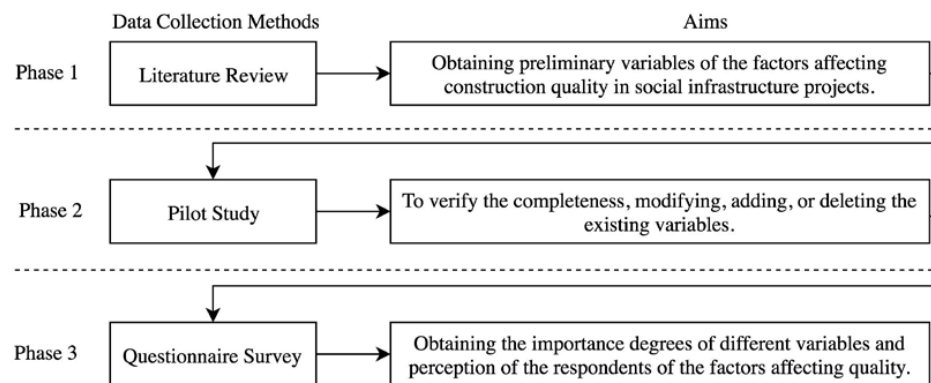 Data Collection Methods
Aims
Phase 1
Literature Review
Obtaining preliminary variables of the factors affecting
construction quality in social infrastructure projects.
Phase 2
Pilot Study
To verify the completeness, modifying, adding, or deleting the
existing variables.
Phase 3
Questionnaire Survey
Obtaining the importance degrees of different variables and
perception of the respondents of the factors affecting quality.